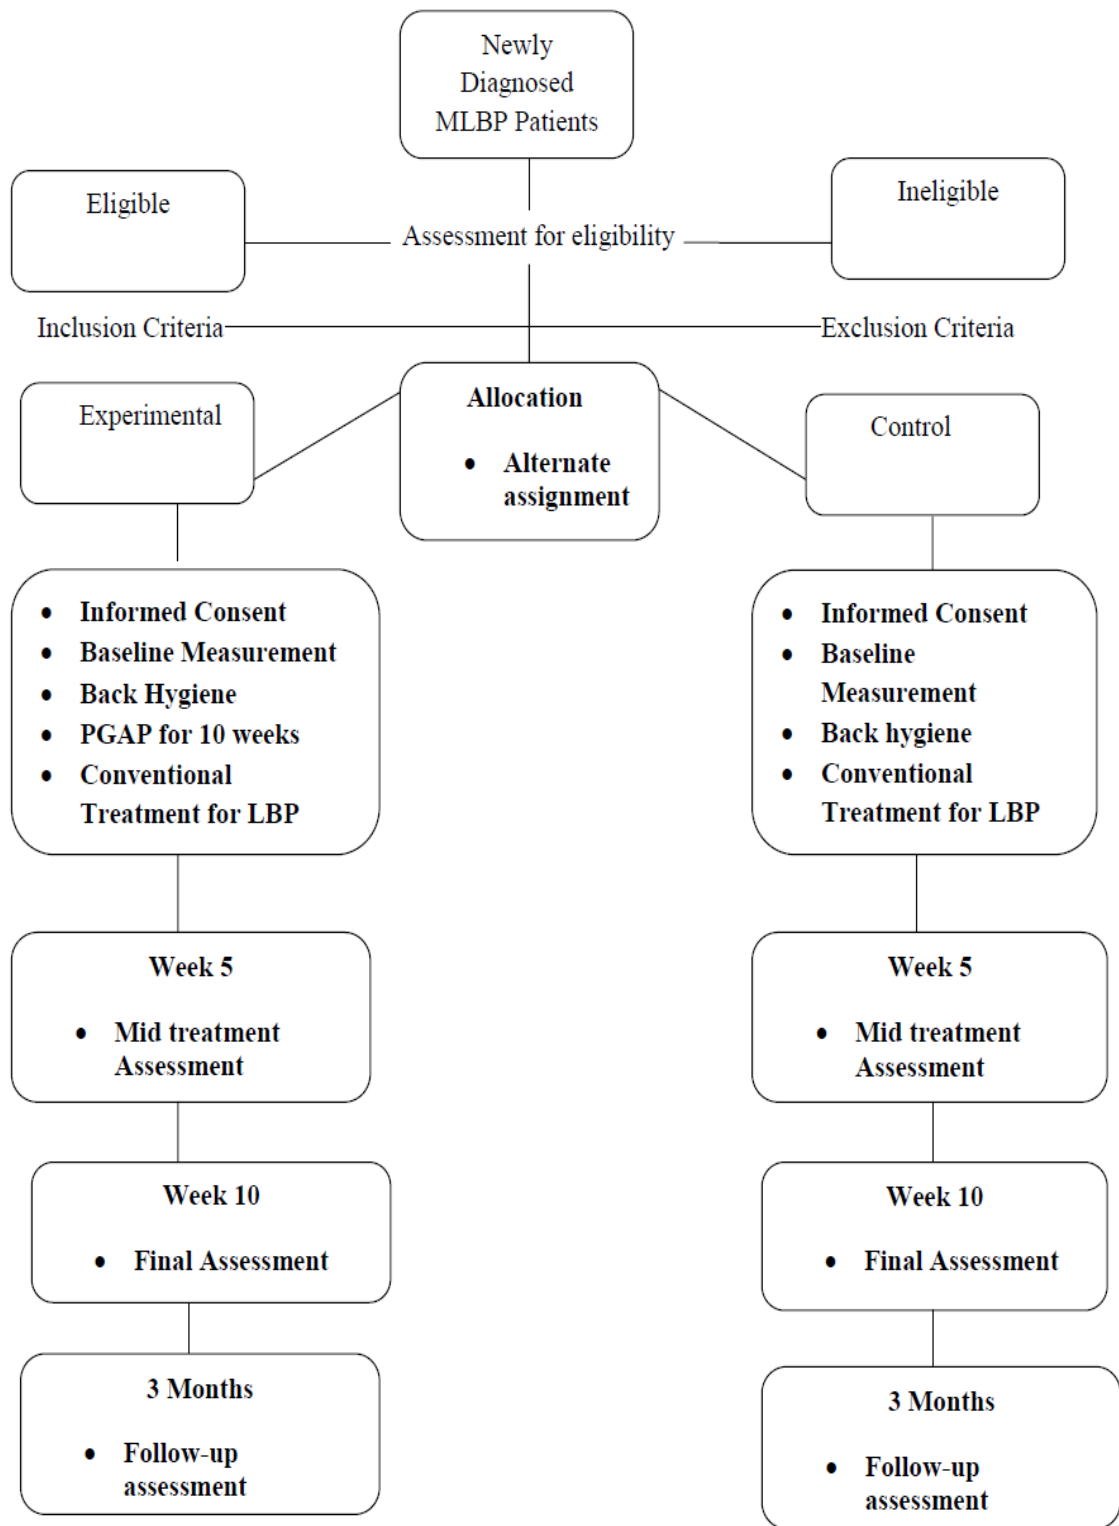 Newly
Diagnosed
MLBP Patients
Eligible
Ineligible
Assessment for eligibility
Inclusion Criteria
Exclusion Criteria
Allocation
• Alternate
assignment
Experimental
Control
• Informed Consent
• Baseline Measurement
• Back Hygiene
• PGAP for 10 weeks
• Conventional
Treatment for LBP
• Informed Consent
• Baseline
Measurement
• Back hygiene
• Conventional
Treatment for LBP
Week 5
• Mid treatment
Assessment
Week 5
• Mid treatment
Assessment
Week 10
• Final Assessment
Week 10
• Final Assessment
3 Months
• Follow-up
assessment
3 Months
• Follow-up
assessment